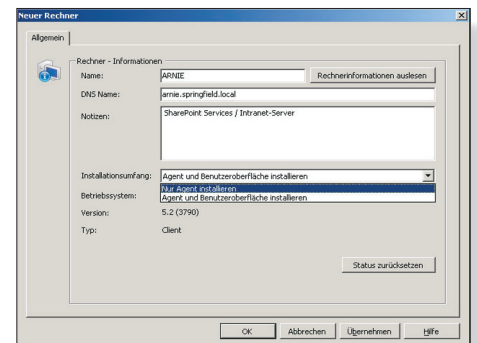 Neuer Rechner
Allgemein
Rechner - Informationen
Name: ARNIE Rechnerinformationen auslesen
DNS Name: arnie.springfield.local
Notizen: SharePoint Services / Intranet-Server
Installationsumfang: Agent und Benutzeroberfläche installieren
Nur Agent installieren
Betriebssystem: Agent und Benutzeroberfläche installieren
Version: 5.2 (3790)
Typ: Client
Status zurücksetzen
OK Abbrechen Übernehmen Hilfe